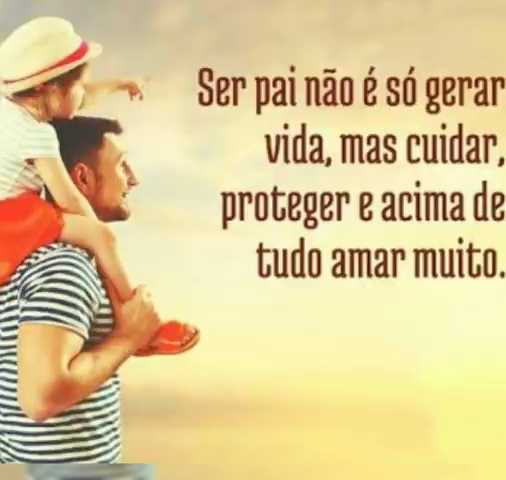 Ser pai não é só gerar
vida, mas cuidar,
proteger e acima de
tudo amar muito.